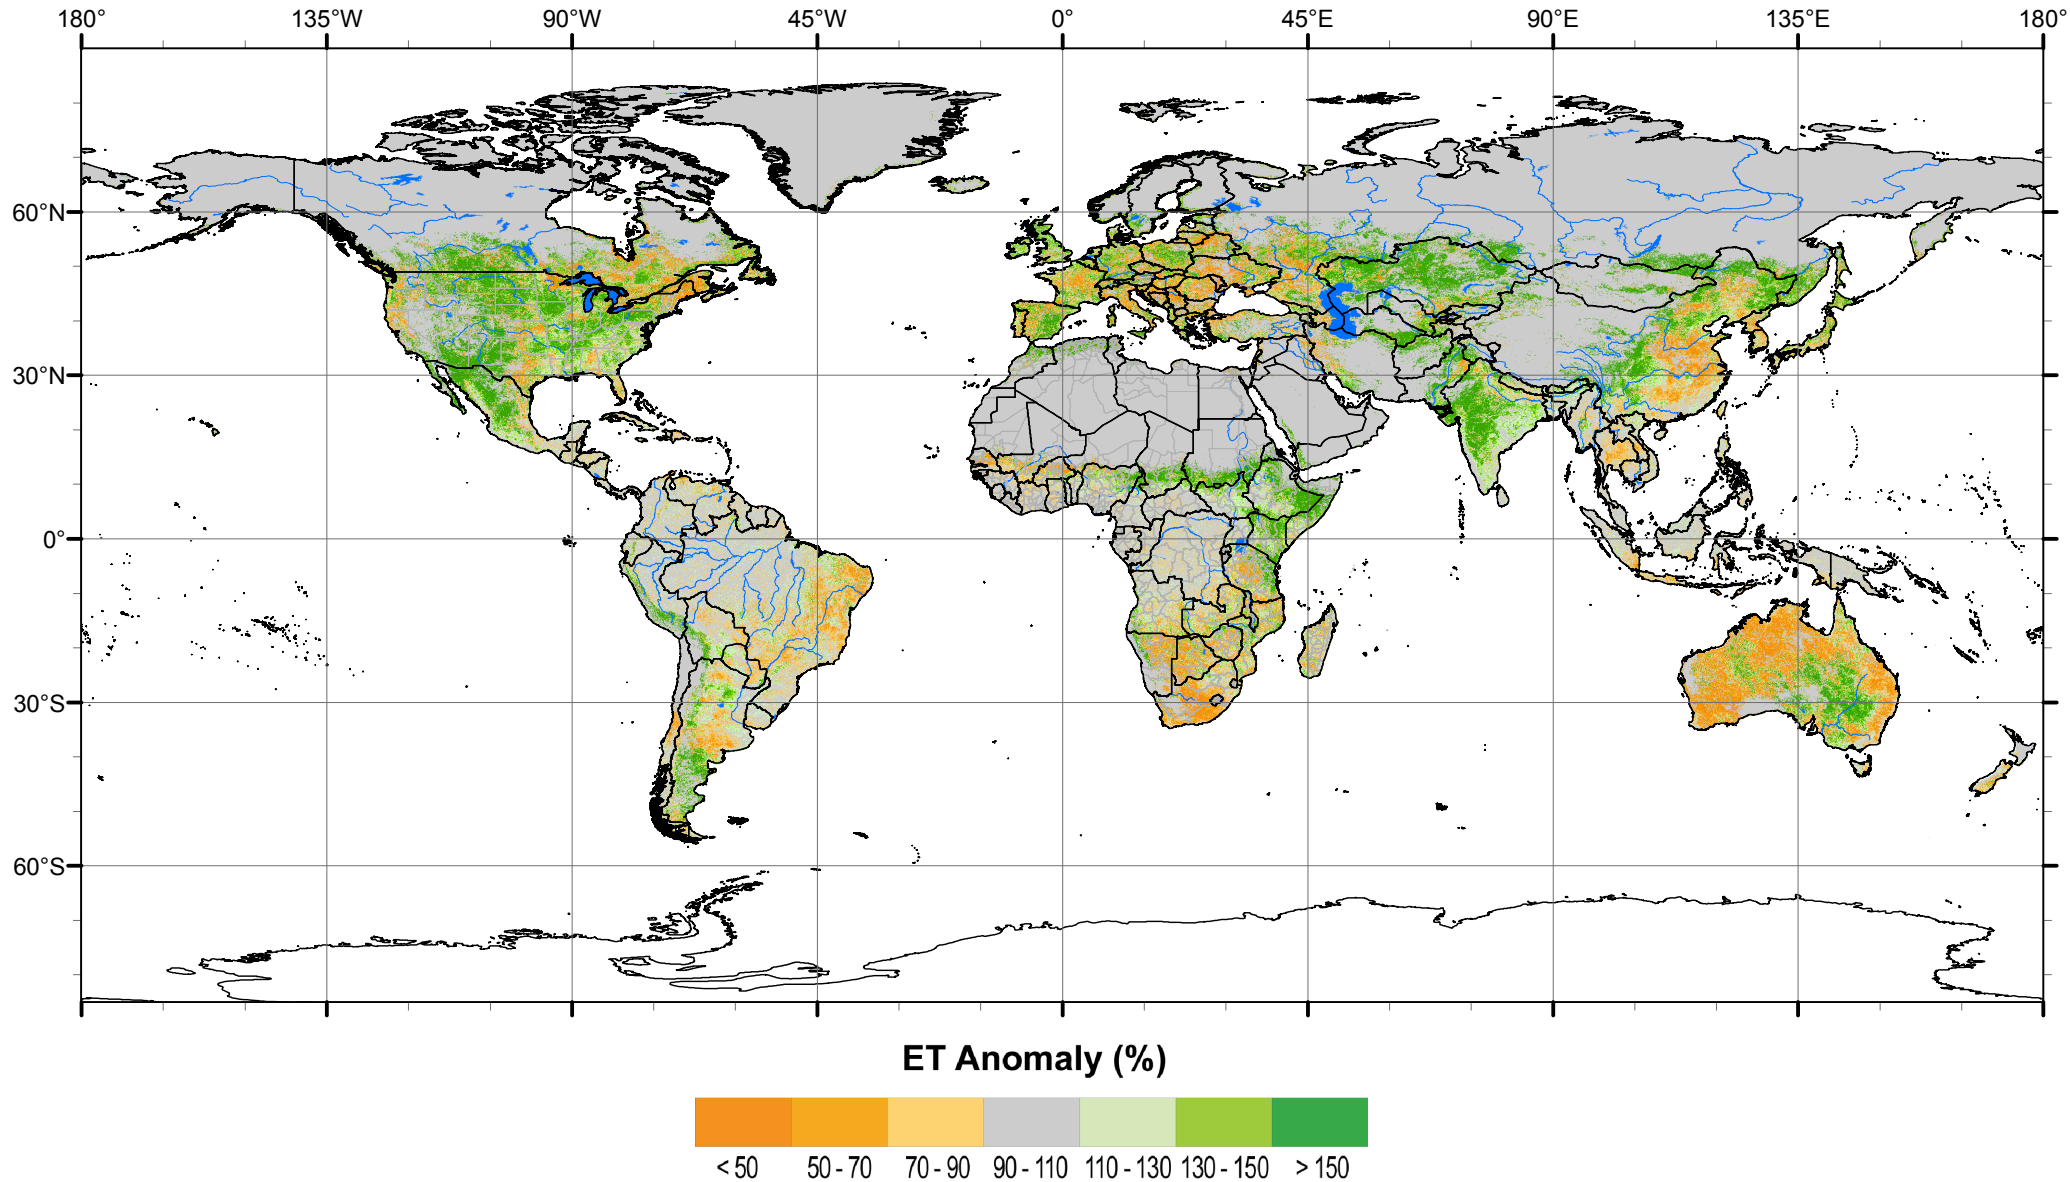 180° 135°W 90°W 45°W 0° 45°E 90°E 135°E 180°
60°N
30°N
0°
30°S
60°S
ET Anomaly (%)
< 50 50 - 70 70 - 90 90 - 110 110 - 130 130 - 150 > 150